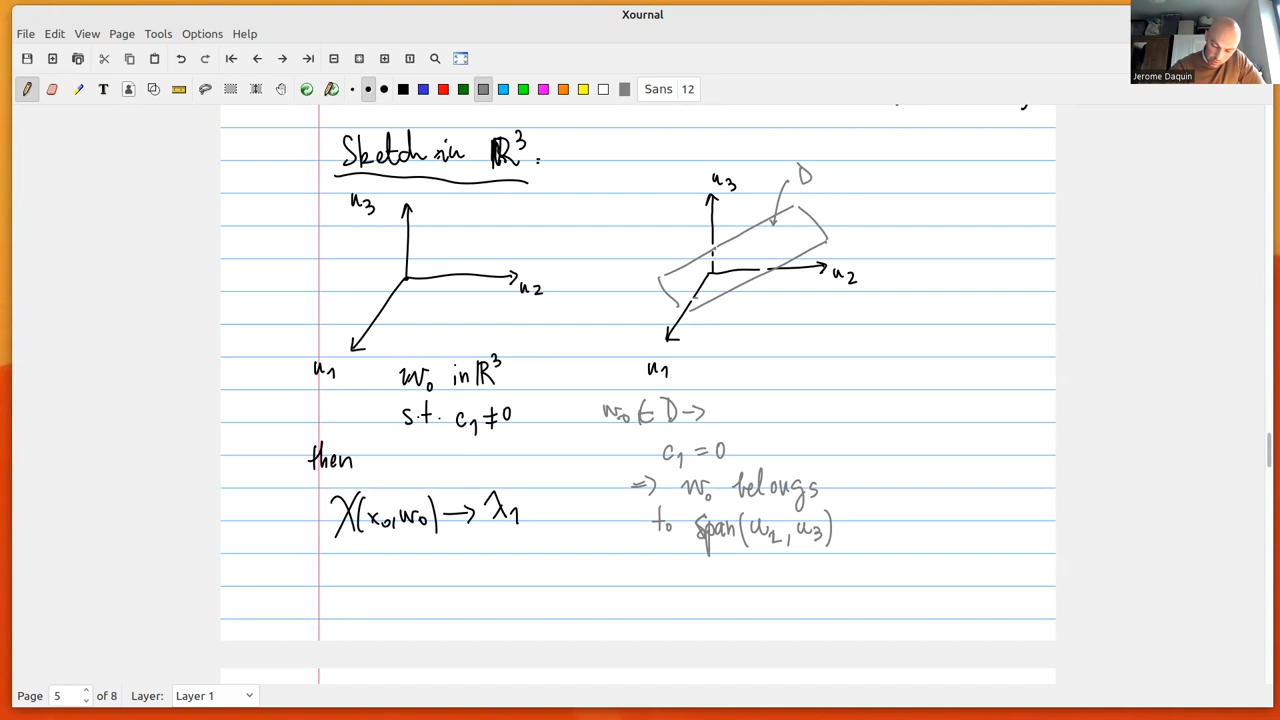 Xournal
File Edit View Page Tools Options Help
Sans 12
Jerome Daquin
Sketch in ℝ³:
u₃
u₂
u₁
w₀ in ℝ³
s.t. c₁ ≠ 0
then
χ(x₀, w₀) → λ₁
D
u₃
u₂
u₁
w₀ ∈ D →
c₁ = 0
⇒ w₀ belongs
to span(u₂, u₃)
Page 5 of 8 Layer: Layer 1